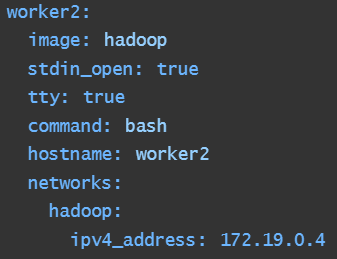 worker2:
  image: hadoop
  stdin_open: true
  tty: true
  command: bash
  hostname: worker2
  networks:
    hadoop:
      ipv4_address: 172.19.0.4